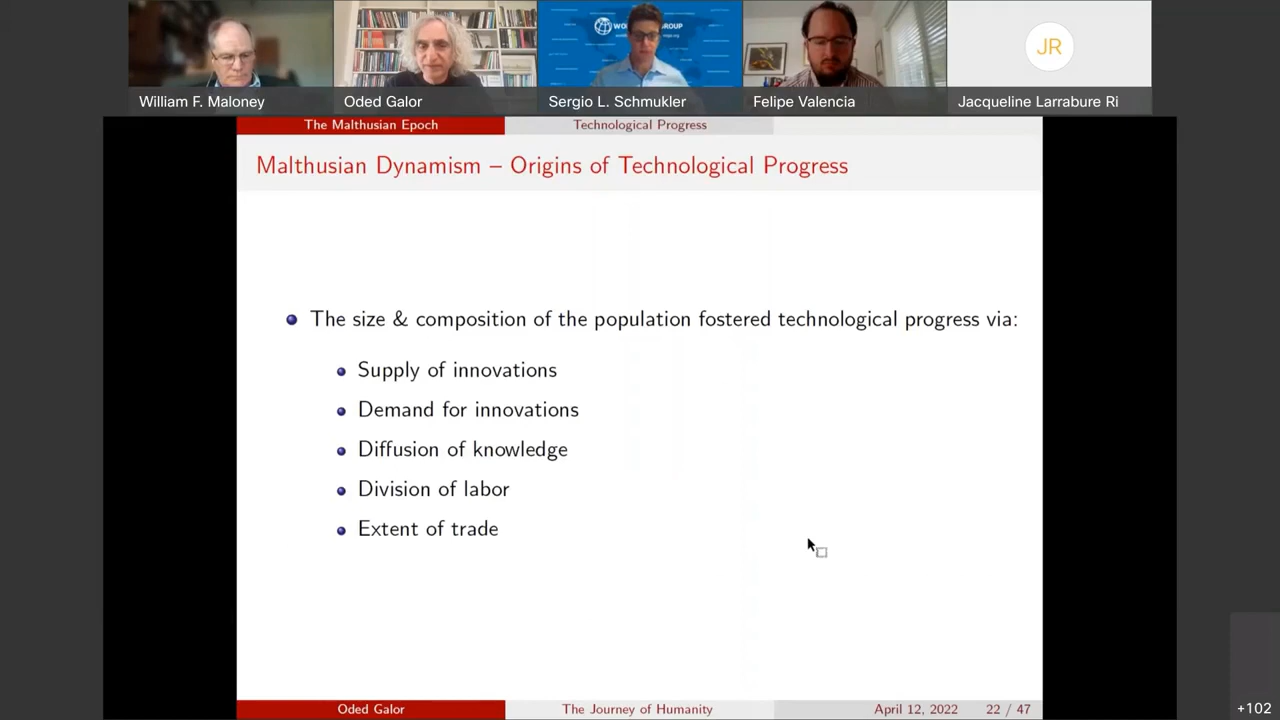 WORLD BANK GROUP
William F. Maloney
Oded Galor
Sergio L. Schmukler
Felipe Valencia
JR
Jacqueline Larrabure Ri
The Malthusian Epoch
Technological Progress
Malthusian Dynamism – Origins of Technological Progress
The size & composition of the population fostered technological progress via:
Supply of innovations
Demand for innovations
Diffusion of knowledge
Division of labor
Extent of trade
Oded Galor
The Journey of Humanity
April 12, 2022
22 / 47
+102